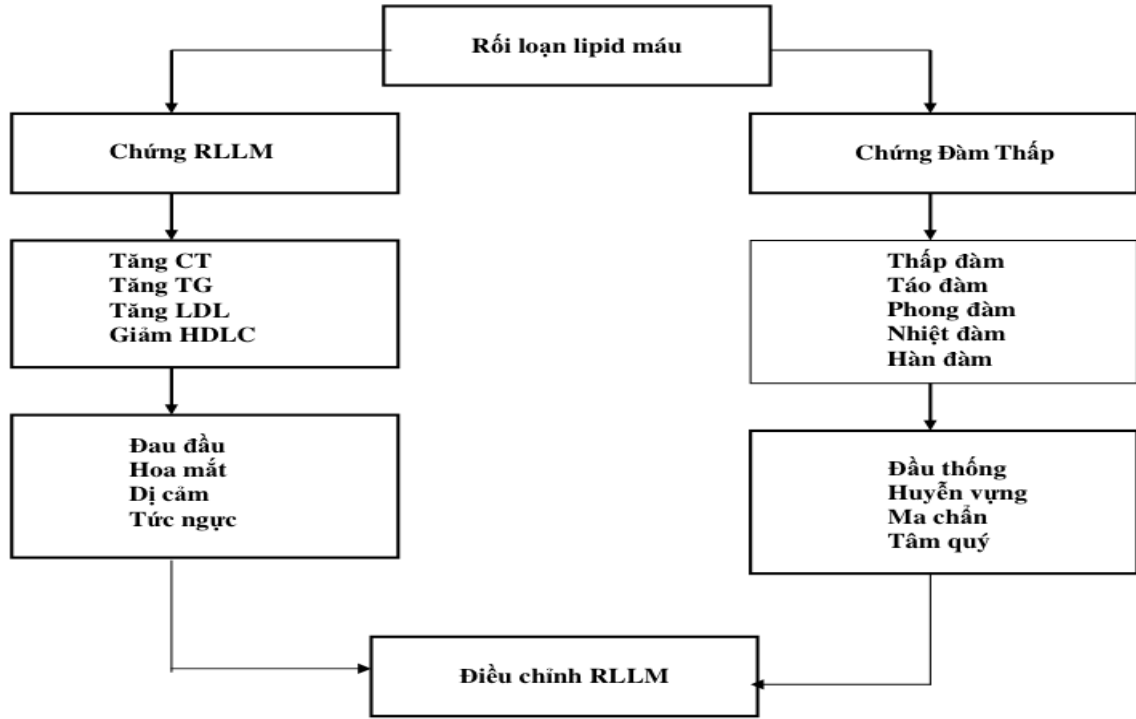 Rối loạn lipid máu
Chứng RLLM
Chứng Đàm Thấp
Tăng CT
Tăng TG
Tăng LDL
Giảm HDLC
Thấp đàm
Táo đàm
Phong đàm
Nhiệt đàm
Hàn đàm
Đau đầu
Hoa mắt
Dị cảm
Tức ngực
Đầu thống
Huyễn vựng
Ma chẩn
Tâm quý
Điều chỉnh RLLM